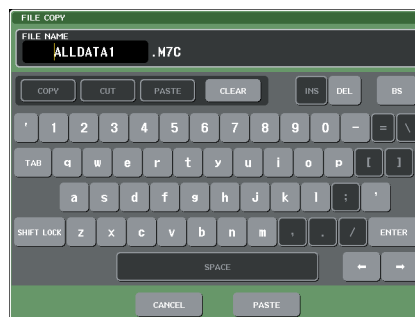 FILE COPY
FILE NAME
ALLDATA1 .M7C
COPY CUT PASTE CLEAR INS DEL BS
' 1 2 3 4 5 6 7 8 9 0 - = \
TAB q w e r t y u i o p [ ]
a s d f g h j k l ; '
SHIFT LOCK z x c v b n m , . / ENTER
SPACE ← →
CANCEL PASTE